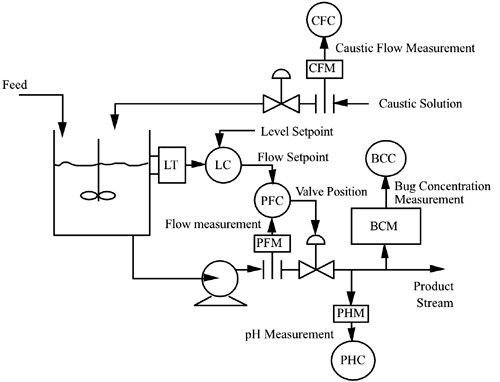 CFC
Caustic Flow Measurement
CFM
Feed
Caustic Solution
Level Setpoint
LT
LC
Flow Setpoint
BCC
Bug Concentration
Measurement
PFC
Valve Position
Flow measurement
PFM
BCM
Product
Stream
PHM
pH Measurement
PHC